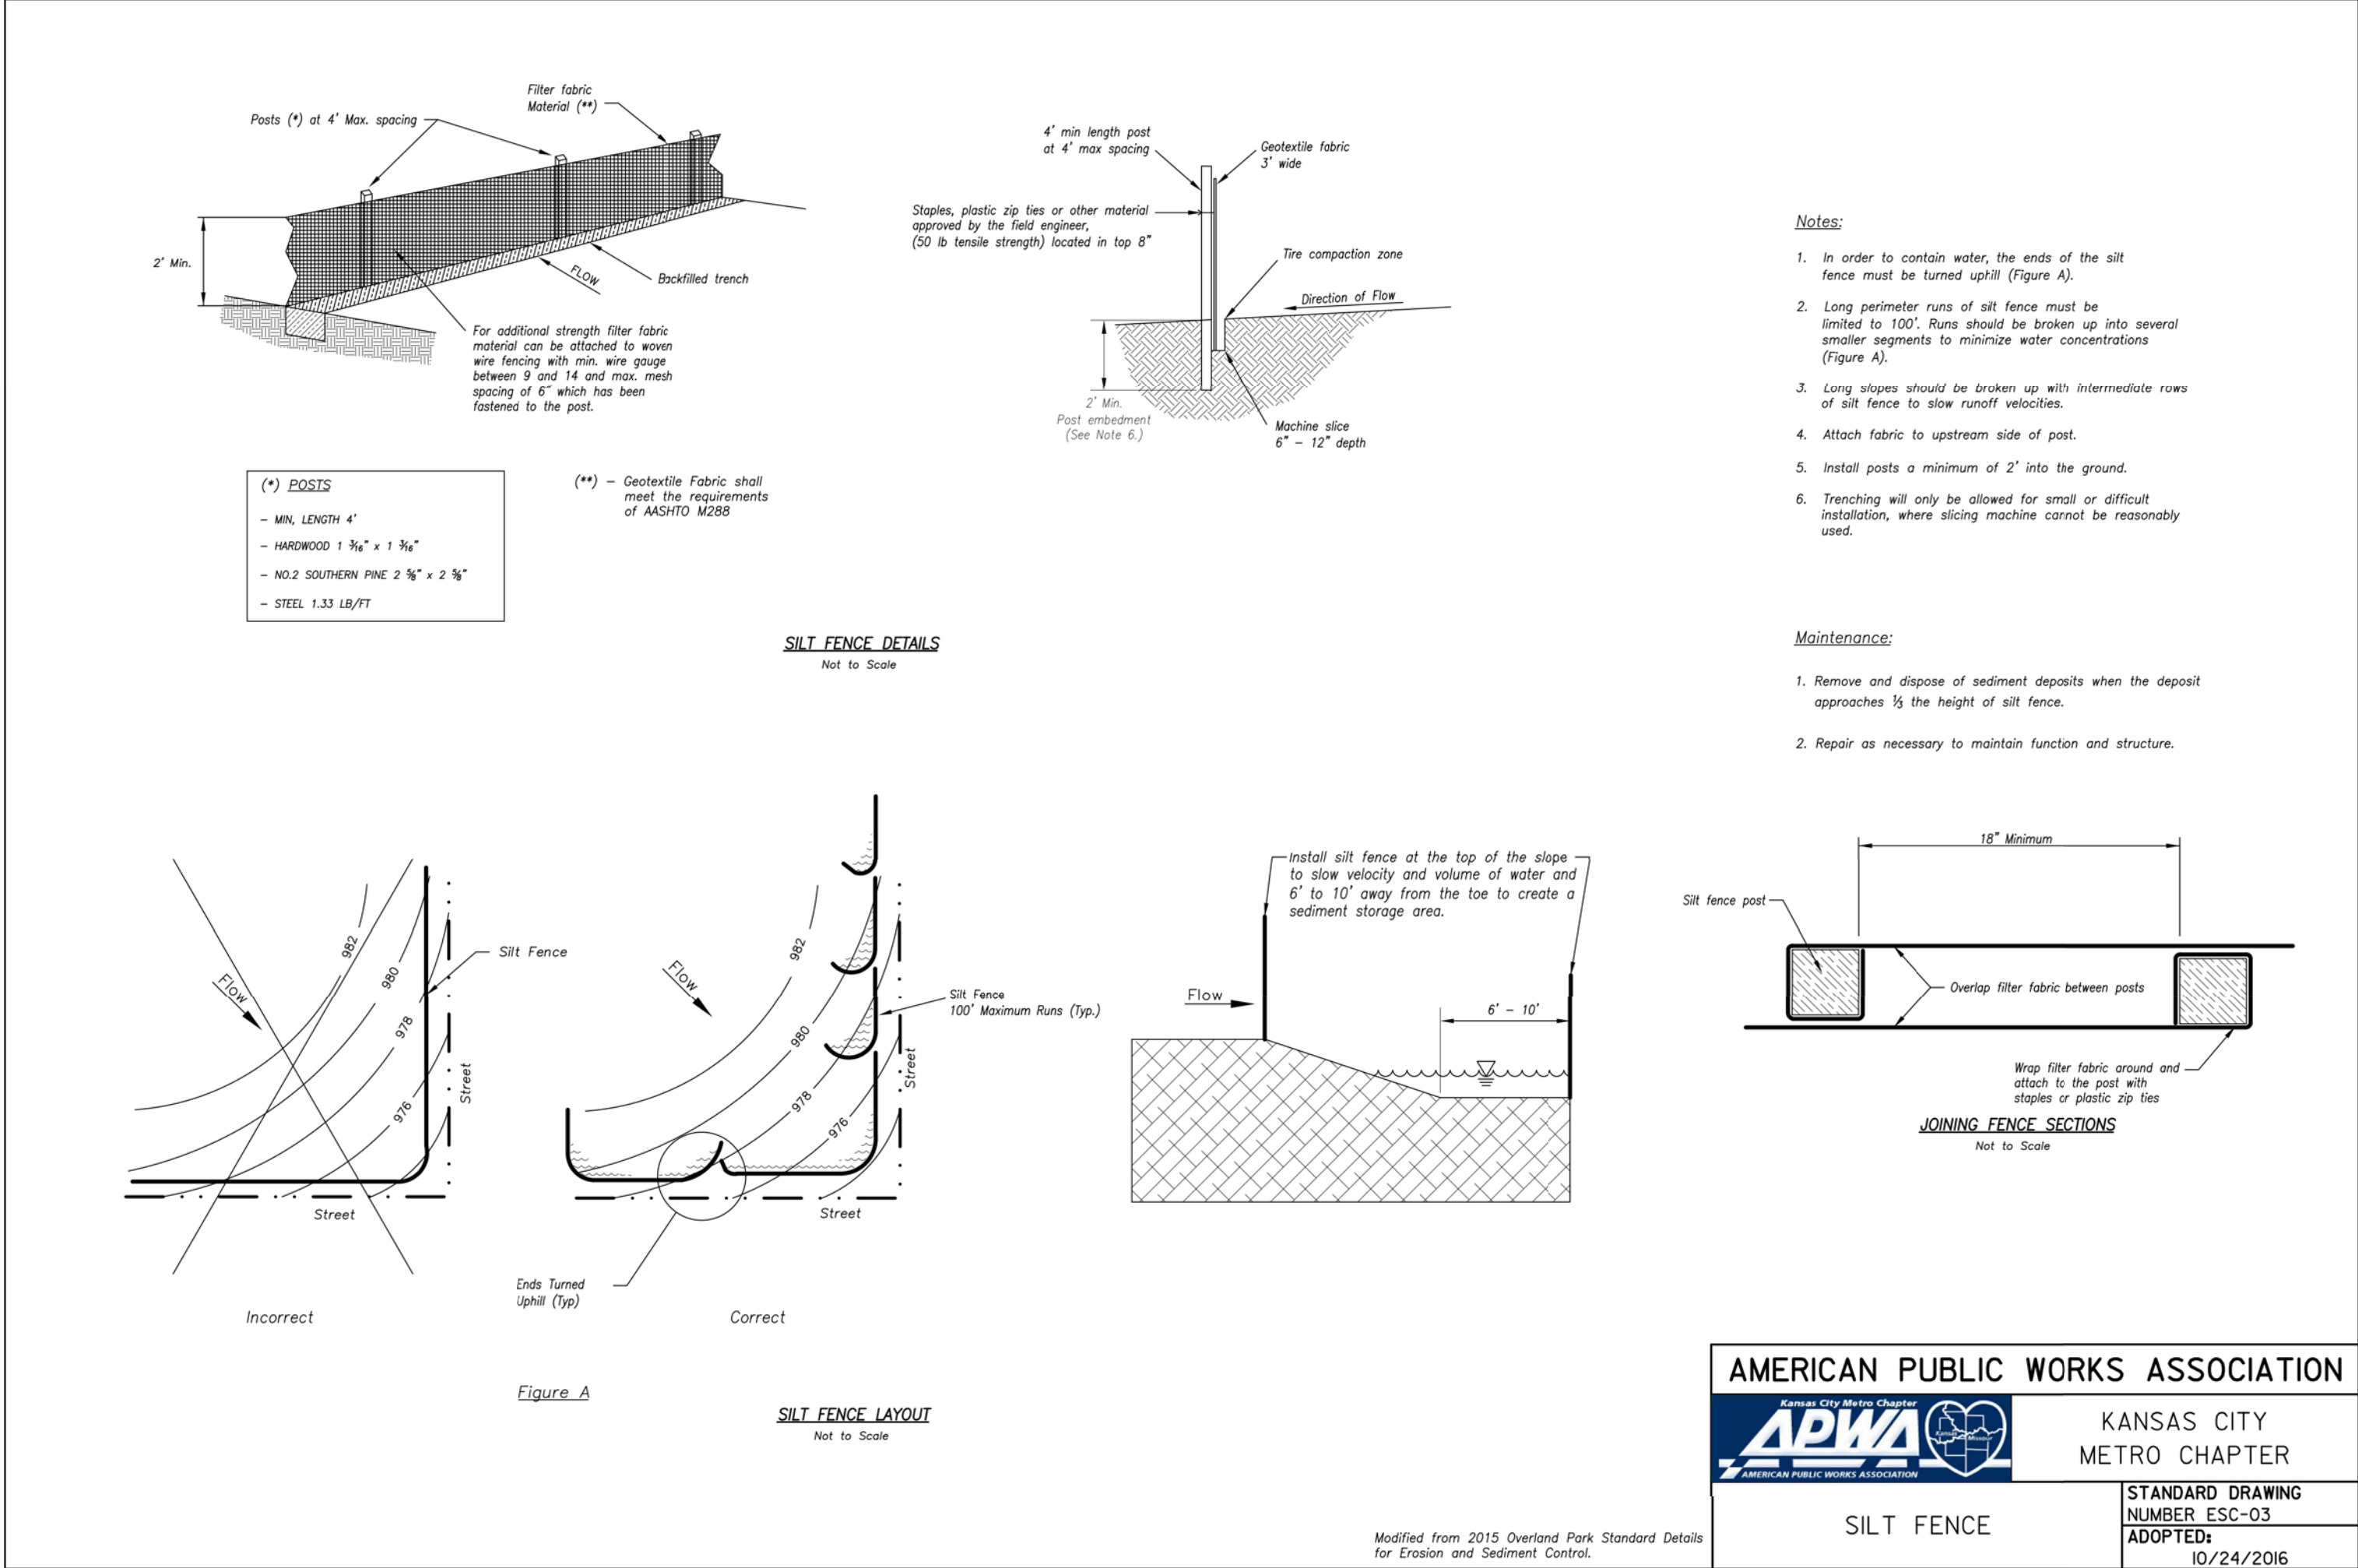 Filter fabric
Material (**)
Posts (*) at 4' Max. spacing
2' Min.
FLOW
Backfilled trench
For additional strength filter fabric
material can be attached to woven
wire fencing with min. wire gauge
between 9 and 14 and max. mesh
spacing of 6" which has been
fastened to the post.
4' min length post
at 4' max spacing
Geotextile fabric
3' wide
Staples, plastic zip ties or other material
approved by the field engineer,
(50 lb tensile strength) located in top 8"
Tire compaction zone
Direction of Flow
2' Min.
Post embedment
(See Note 6.)
Machine slice
6" – 12" depth
(*) POSTS
– MIN, LENGTH 4'
– HARDWOOD 1 3/16" x 1 3/16"
– NO.2 SOUTHERN PINE 2 5/8" x 2 5/8"
– STEEL 1.33 LB/FT
(**) – Geotextile Fabric shall
meet the requirements
of AASHTO M288
SILT FENCE DETAILS
Not to Scale
Notes:
1. In order to contain water, the ends of the silt
fence must be turned uphill (Figure A).
2. Long perimeter runs of silt fence must be
limited to 100'. Runs should be broken up into several
smaller segments to minimize water concentrations
(Figure A).
3. Long slopes should be broken up with intermediate rows
of silt fence to slow runoff velocities.
4. Attach fabric to upstream side of post.
5. Install posts a minimum of 2' into the ground.
6. Trenching will only be allowed for small or difficult
installation, where slicing machine cannot be reasonably
used.
Maintenance:
1. Remove and dispose of sediment deposits when the deposit
approaches 1/3 the height of silt fence.
2. Repair as necessary to maintain function and structure.
Flow
982
980
978
976
Silt Fence
Street
Street
Incorrect
Flow
982
980
978
976
Silt Fence
100' Maximum Runs (Typ.)
Street
Street
Ends Turned
Uphill (Typ)
Correct
Figure A
SILT FENCE LAYOUT
Not to Scale
Install silt fence at the top of the slope
to slow velocity and volume of water and
6' to 10' away from the toe to create a
sediment storage area.
Flow
6' – 10'
18" Minimum
Silt fence post
Overlap filter fabric between posts
Wrap filter fabric around and
attach to the post with
staples or plastic zip ties
JOINING FENCE SECTIONS
Not to Scale
Modified from 2015 Overland Park Standard Details
for Erosion and Sediment Control.
AMERICAN PUBLIC WORKS ASSOCIATION
Kansas City Metro Chapter
APWA
Kansas
Missouri
AMERICAN PUBLIC WORKS ASSOCIATION
KANSAS CITY
METRO CHAPTER
SILT FENCE
STANDARD DRAWING
NUMBER ESC-03
ADOPTED:
10/24/2016